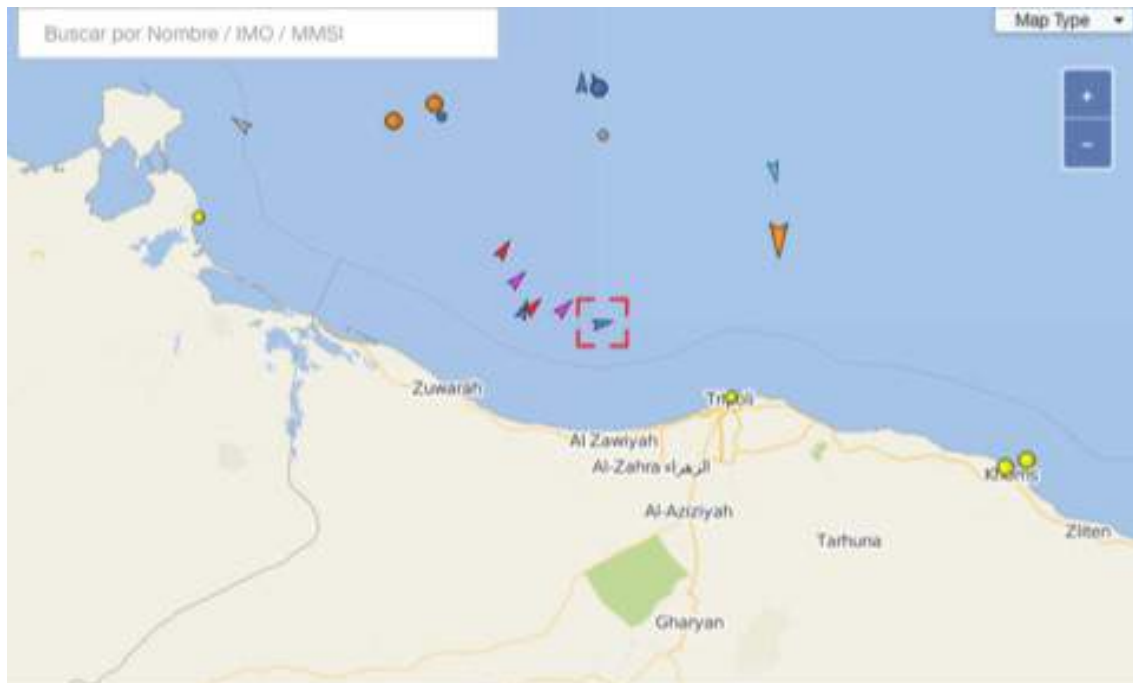 Buscar por Nombre / IMO / MMSI
Map Type
+
−
Zuwarah
Tripoli
Al Zawiyah
Al-Zahra الزهراء
Khoms
Al-Aziziyah
Zliten
Tarhuna
Gharyan